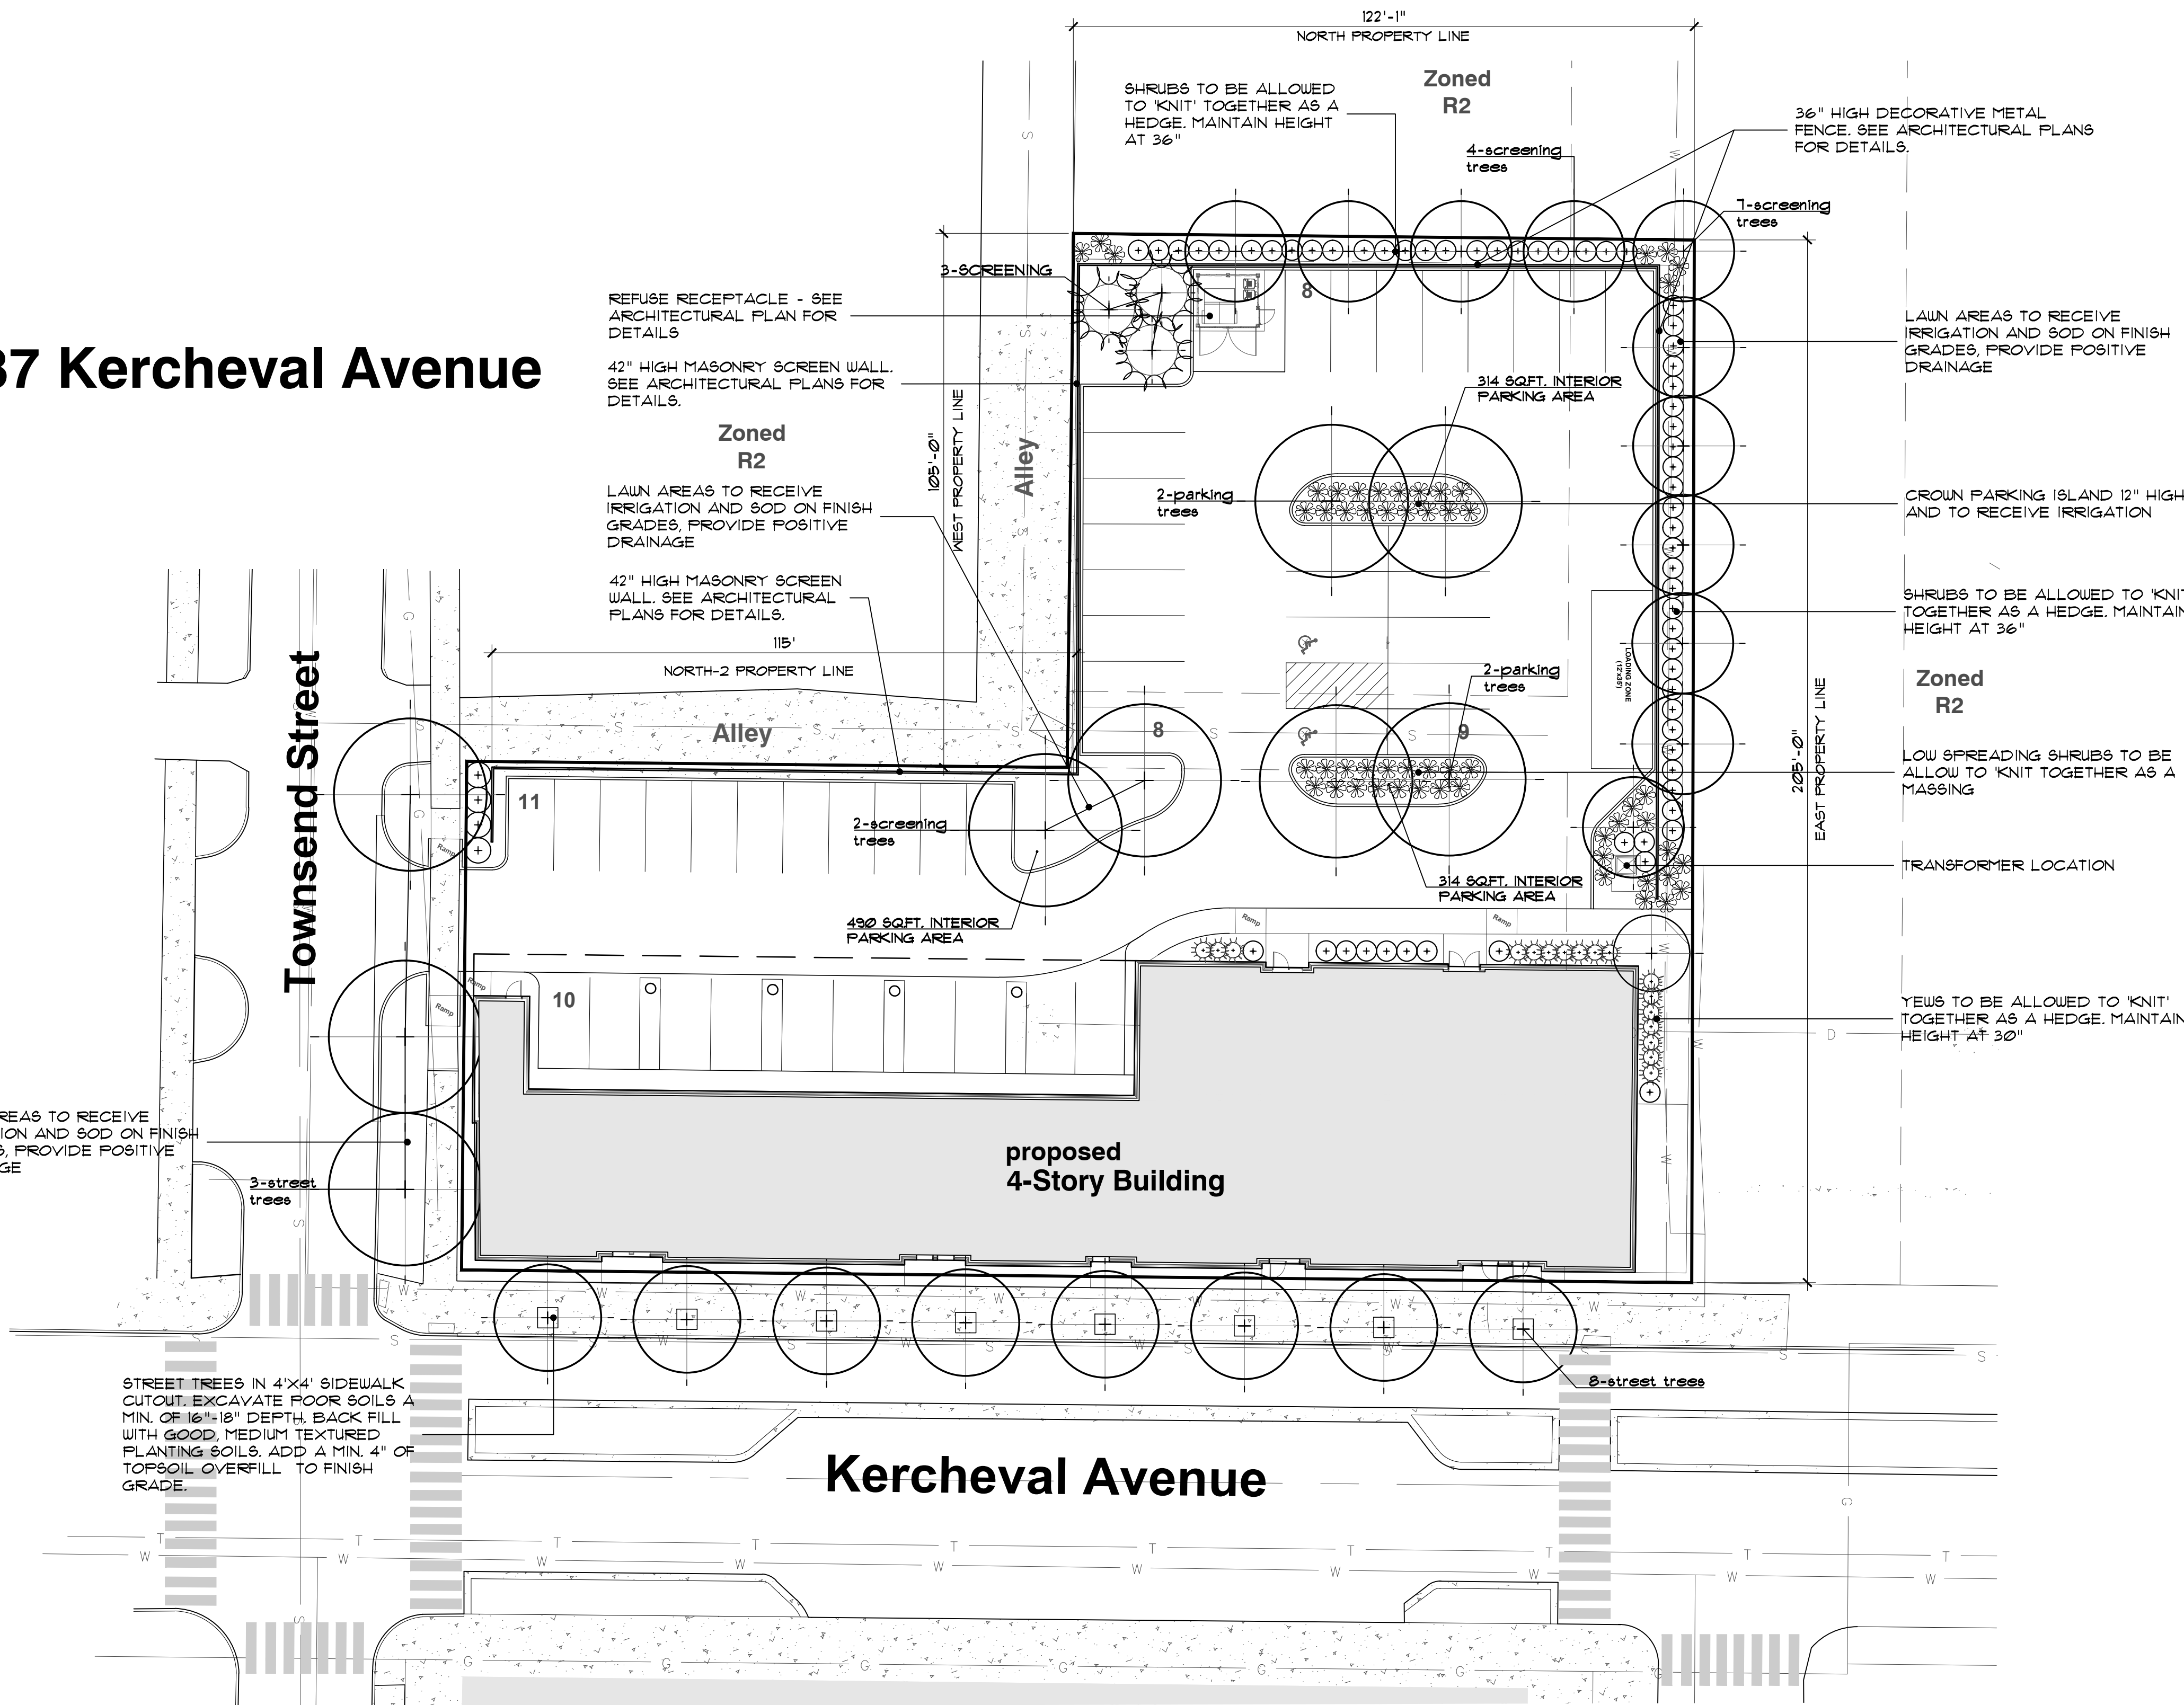 122'-1"
NORTH PROPERTY LINE
Zoned
R2
SHRUBS TO BE ALLOWED
TO 'KNIT' TOGETHER AS A
HEDGE. MAINTAIN HEIGHT
AT 36"
4-screening
trees
36" HIGH DECORATIVE METAL
FENCE. SEE ARCHITECTURAL PLANS
FOR DETAILS.
7-screening
trees
3-SCREENING
REFUSE RECEPTACLE - SEE
ARCHITECTURAL PLAN FOR
DETAILS
8
LAWN AREAS TO RECEIVE
IRRIGATION AND SOD ON FINISH
GRADES, PROVIDE POSITIVE
DRAINAGE
37 Kercheval Avenue
42" HIGH MASONRY SCREEN WALL.
SEE ARCHITECTURAL PLANS FOR
DETAILS.
314 SQ.FT. INTERIOR
PARKING AREA
Zoned
R2
105'-0"
WEST PROPERTY LINE
Alley
LAWN AREAS TO RECEIVE
IRRIGATION AND SOD ON FINISH
GRADES, PROVIDE POSITIVE
DRAINAGE
2-parking
trees
CROWN PARKING ISLAND 12" HIGH
AND TO RECEIVE IRRIGATION
42" HIGH MASONRY SCREEN
WALL. SEE ARCHITECTURAL
PLANS FOR DETAILS.
SHRUBS TO BE ALLOWED TO 'KNIT'
TOGETHER AS A HEDGE. MAINTAIN
HEIGHT AT 36"
115'
NORTH-2 PROPERTY LINE
LOADING ZONE
(12'x35')
2-parking
trees
Zoned
R2
Townsend Street
Alley
8
9
205'-0"
EAST PROPERTY LINE
LOW SPREADING SHRUBS TO BE
ALLOW TO 'KNIT TOGETHER AS A
MASSING
11
2-screening
trees
Ramp
TRANSFORMER LOCATION
314 SQ.FT. INTERIOR
PARKING AREA
490 SQ.FT. INTERIOR
PARKING AREA
Ramp
Ramp
Ramp
Ramp
10
YEWS TO BE ALLOWED TO 'KNIT'
TOGETHER AS A HEDGE. MAINTAIN
HEIGHT AT 30"
D
REAS TO RECEIVE
ION AND SOD ON FINISH
S, PROVIDE POSITIVE
GE
3-street
trees
proposed
4-Story Building
STREET TREES IN 4'X4' SIDEWALK
CUTOUT. EXCAVATE POOR SOILS A
MIN. OF 16"-18" DEPTH. BACK FILL
WITH GOOD, MEDIUM TEXTURED
PLANTING SOILS. ADD A MIN. 4" OF
TOPSOIL OVERFILL TO FINISH
GRADE.
8-street trees
Kercheval Avenue
T T T T T T T T T T
W W W W W W W W W W
G G G G G G